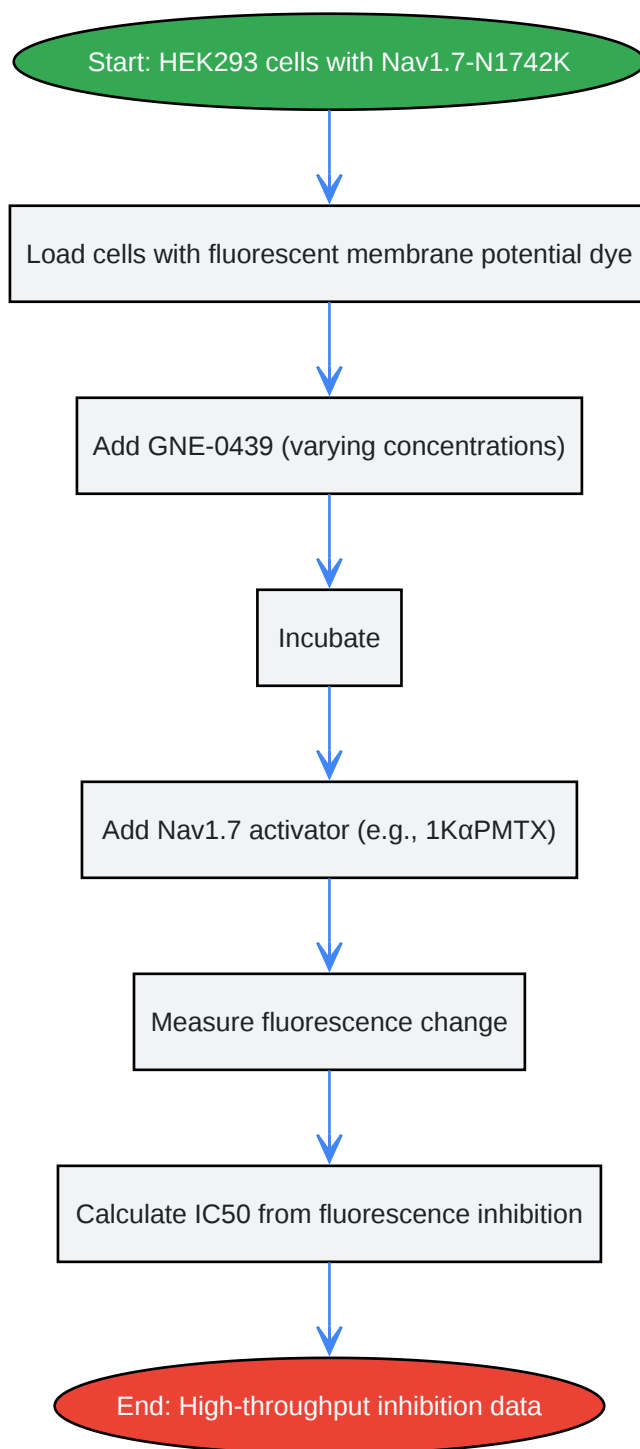 Start: HEK293 cells with Nav1.7-N1742K
Load cells with fluorescent membrane potential dye
Add GNE-0439 (varying concentrations)
Incubate
Add Nav1.7 activator (e.g., 1KαPMTX)
Measure fluorescence change
Calculate IC50 from fluorescence inhibition
End: High-throughput inhibition data